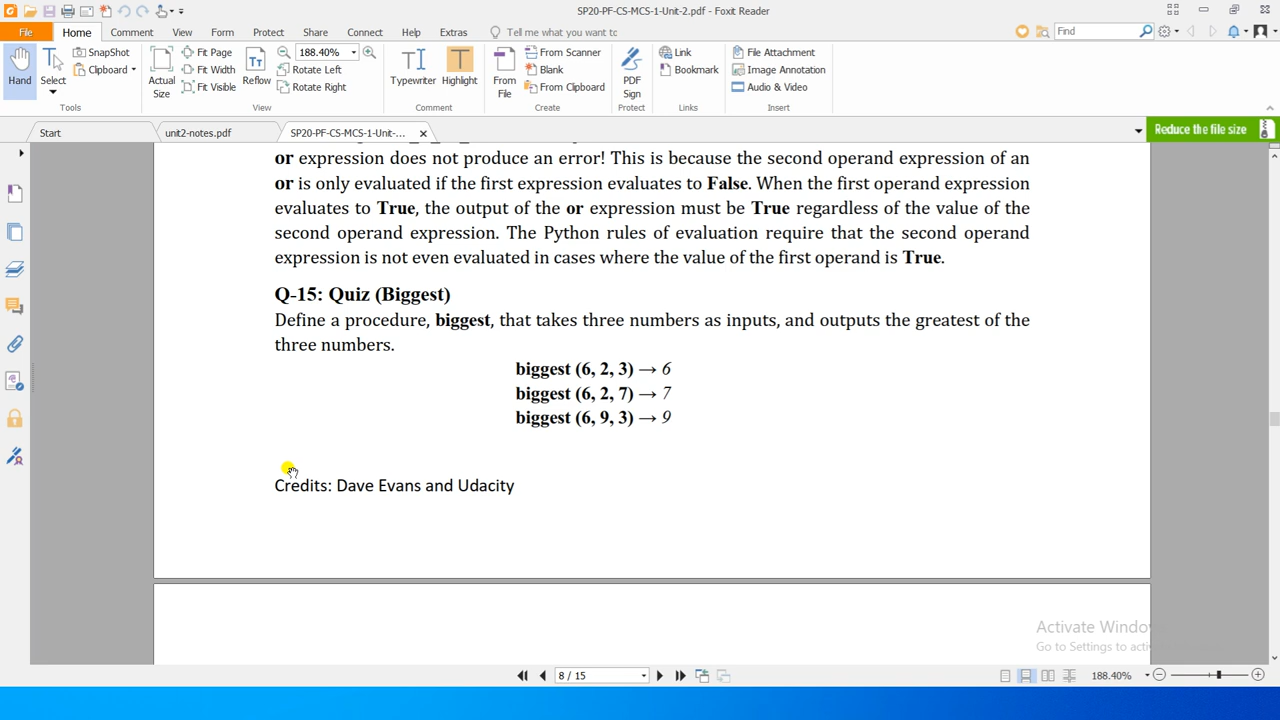 SP20-PF-CS-MCS-1-Unit-2.pdf - Foxit Reader
File Home Comment View Form Protect Share Connect Help Extras Tell me what you want to Find
Hand Select SnapShot Clipboard Actual Size Fit Page Fit Width Fit Visible Reflow 188.40% Rotate Left Rotate Right Typewriter Highlight From File From Scanner Blank From Clipboard PDF Sign Link Bookmark File Attachment Image Annotation Audio & Video
Tools View Comment Create Protect Links Insert
Start unit2-notes.pdf SP20-PF-CS-MCS-1-Unit-... Reduce the file size
or expression does not produce an error! This is because the second operand expression of an
or is only evaluated if the first expression evaluates to False. When the first operand expression
evaluates to True, the output of the or expression must be True regardless of the value of the
second operand expression. The Python rules of evaluation require that the second operand
expression is not even evaluated in cases where the value of the first operand is True.
Q-15: Quiz (Biggest)
Define a procedure, biggest, that takes three numbers as inputs, and outputs the greatest of the
three numbers.
biggest (6, 2, 3) → 6
biggest (6, 2, 7) → 7
biggest (6, 9, 3) → 9
Credits: Dave Evans and Udacity
Activate Windo
Go to Settings to acti
8 / 15 188.40%